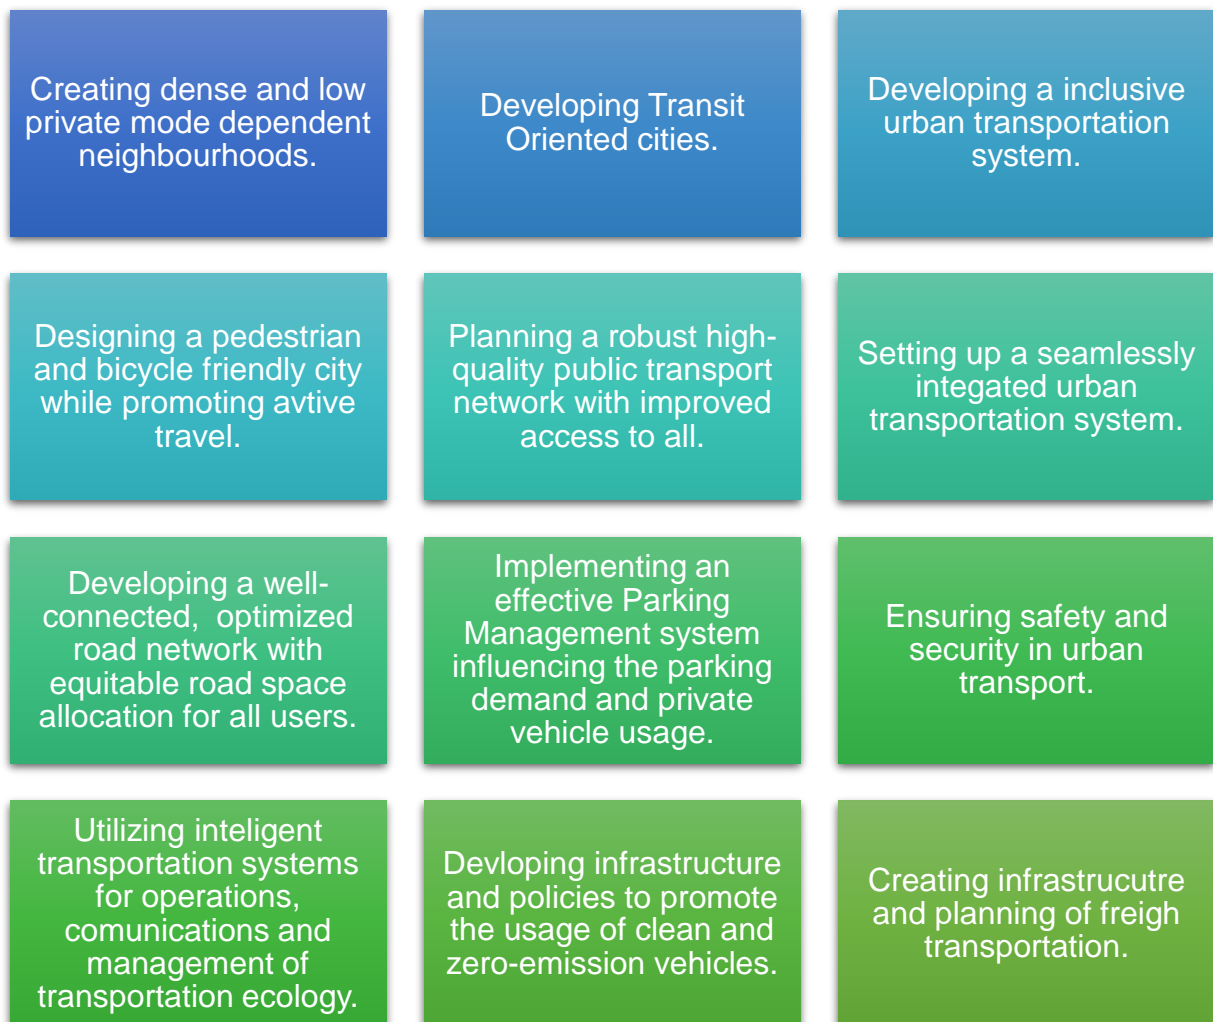 Creating dense and low
private mode dependent
neighbourhoods.
Developing Transit
Oriented cities.
Developing a inclusive
urban transportation
system.
Designing a pedestrian
and bicycle friendly city
while promoting avtive
travel.
Planning a robust high-
quality public transport
network with improved
access to all.
Setting up a seamlessly
integated urban
transportation system.
Developing a well-
connected,  optimized
road network with
equitable road space
allocation for all users.
Implementing an
effective Parking
Management system
influencing the parking
demand and private
vehicle usage.
Ensuring safety and
security in urban
transport.
Utilizing inteligent
transportation systems
for operations,
comunications and
management of
transportation ecology.
Devloping infrastructure
and policies to promote
the usage of clean and
zero-emission vehicles.
Creating infrastrucutre
and planning of freigh
transportation.